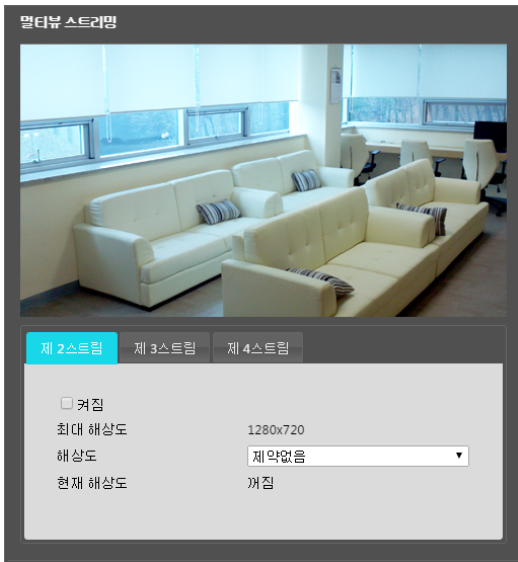 멀티뷰 스트리밍
제 2스트림 제 3스트림 제 4스트림
켜짐
최대 해상도 1280x720
해상도 제약없음
현재 해상도 꺼짐